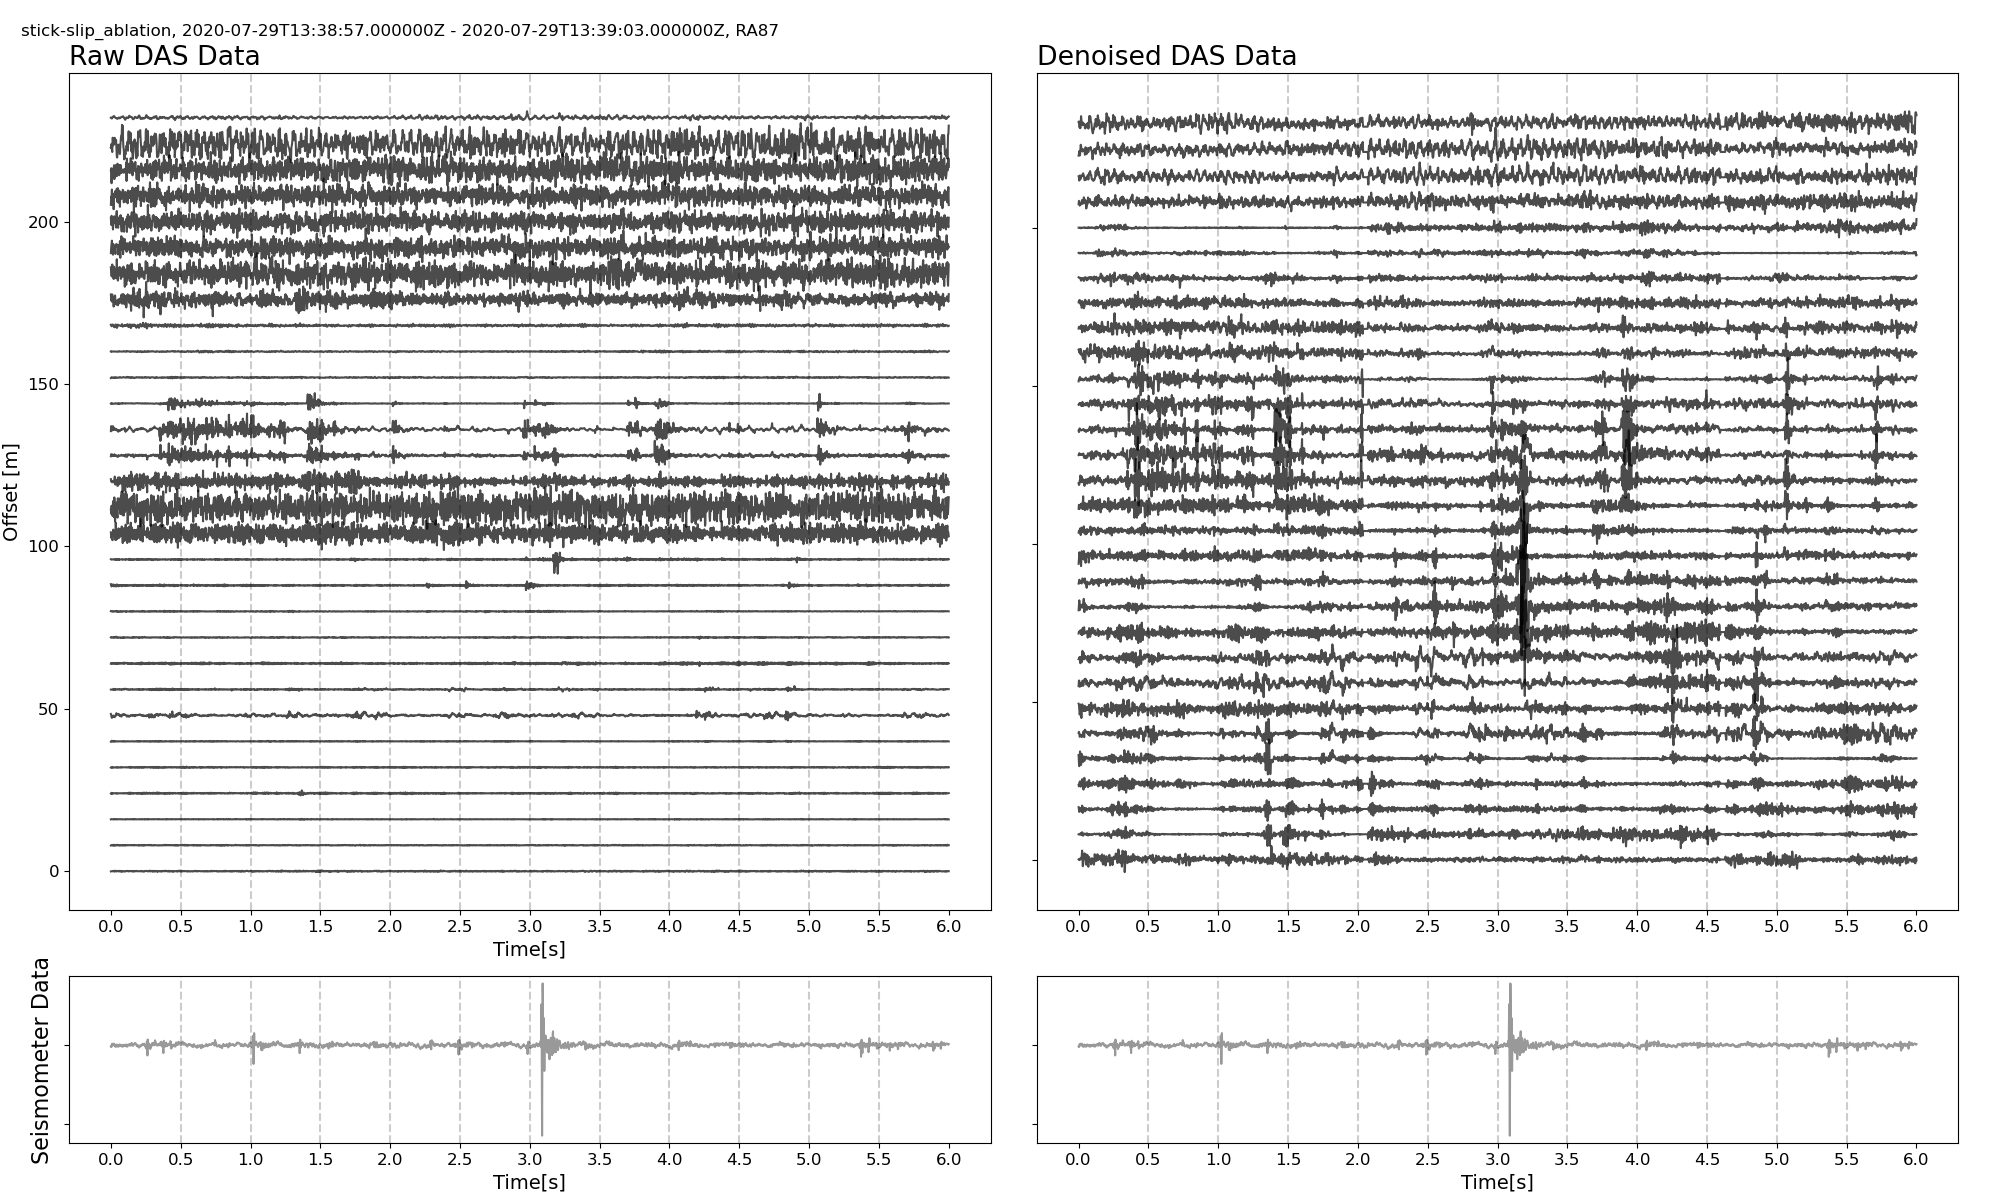 stick-slip_ablation, 2020-07-29T13:38:57.000000Z - 2020-07-29T13:39:03.000000Z, RA87
Raw DAS Data
Denoised DAS Data
Offset [m]
200
150
100
50
0
0.0 0.5 1.0 1.5 2.0 2.5 3.0 3.5 4.0 4.5 5.0 5.5 6.0
Time[s]
0.0 0.5 1.0 1.5 2.0 2.5 3.0 3.5 4.0 4.5 5.0 5.5 6.0
Seismometer Data
0.0 0.5 1.0 1.5 2.0 2.5 3.0 3.5 4.0 4.5 5.0 5.5 6.0
Time[s]
0.0 0.5 1.0 1.5 2.0 2.5 3.0 3.5 4.0 4.5 5.0 5.5 6.0
Time[s]